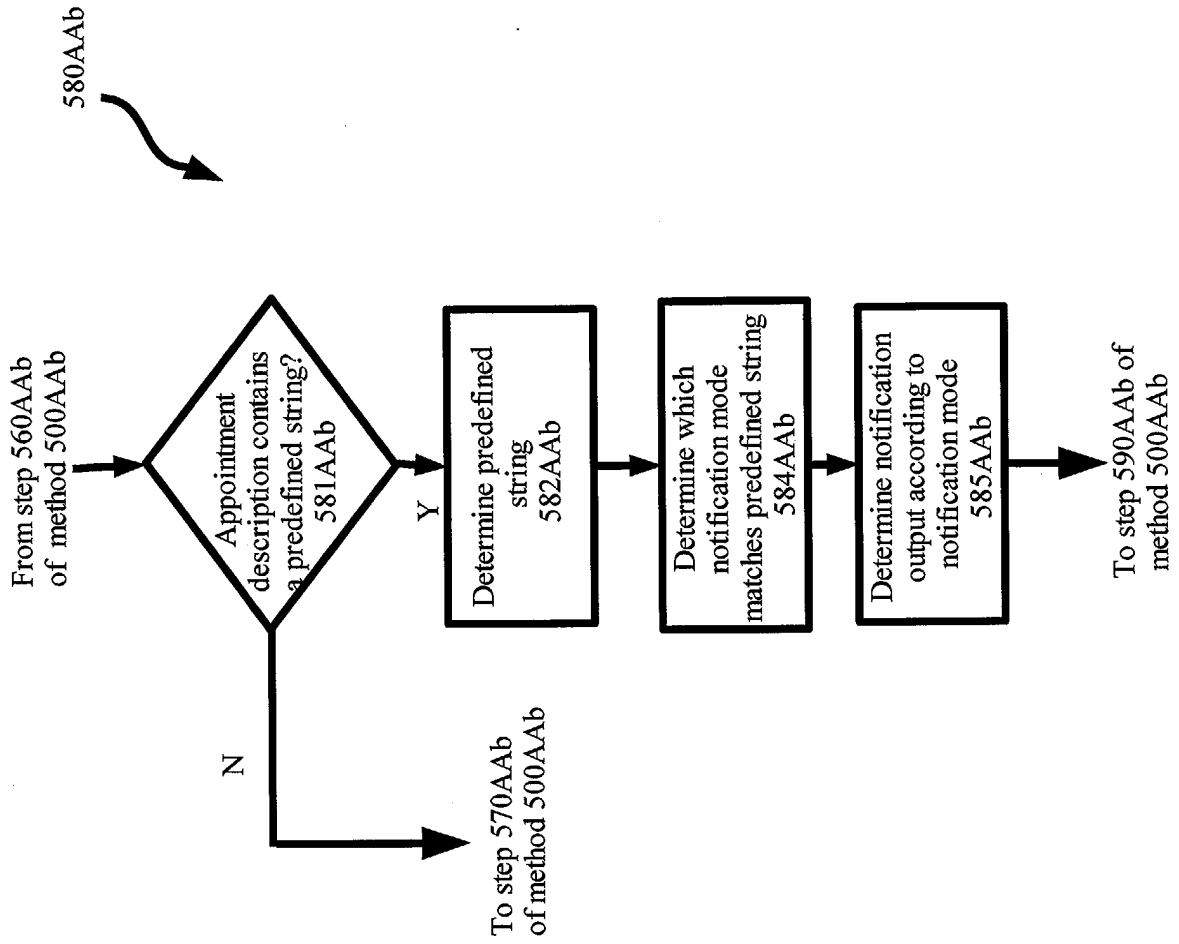 580AAb
From step 560AAb
of method 500AAb
Appointment
description contains
a predefined string?
581AAb
N
Y
To step 570AAb
of method 500AAb
Determine predefined
string
582AAb
Determine which
notification mode
matches predefined string
584AAb
Determine notification
output according to
notification mode
585AAb
To step 590AAb of
method 500AAb